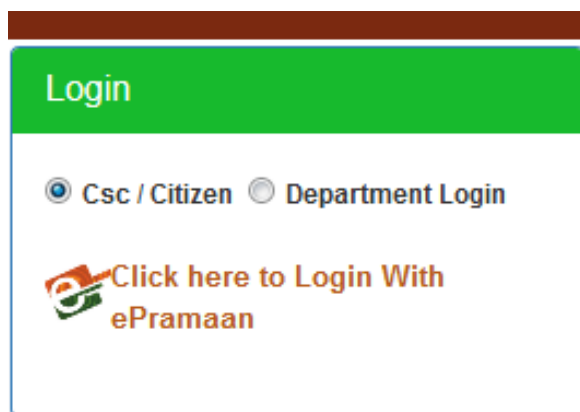 Login
Csc / Citizen Department Login
Click here to Login With
ePramaan